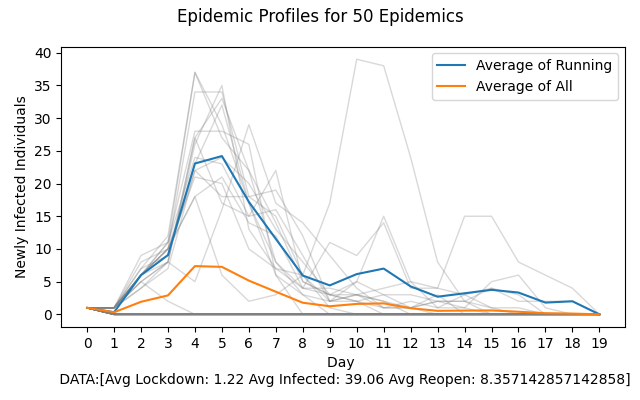 Epidemic Profiles for 50 Epidemics
Newly Infected Individuals
40
35
30
25
20
15
10
5
0
Average of Running
Average of All
0 1 2 3 4 5 6 7 8 9 10 11 12 13 14 15 16 17 18 19
Day
DATA:[Avg Lockdown: 1.22 Avg Infected: 39.06 Avg Reopen: 8.357142857142858]